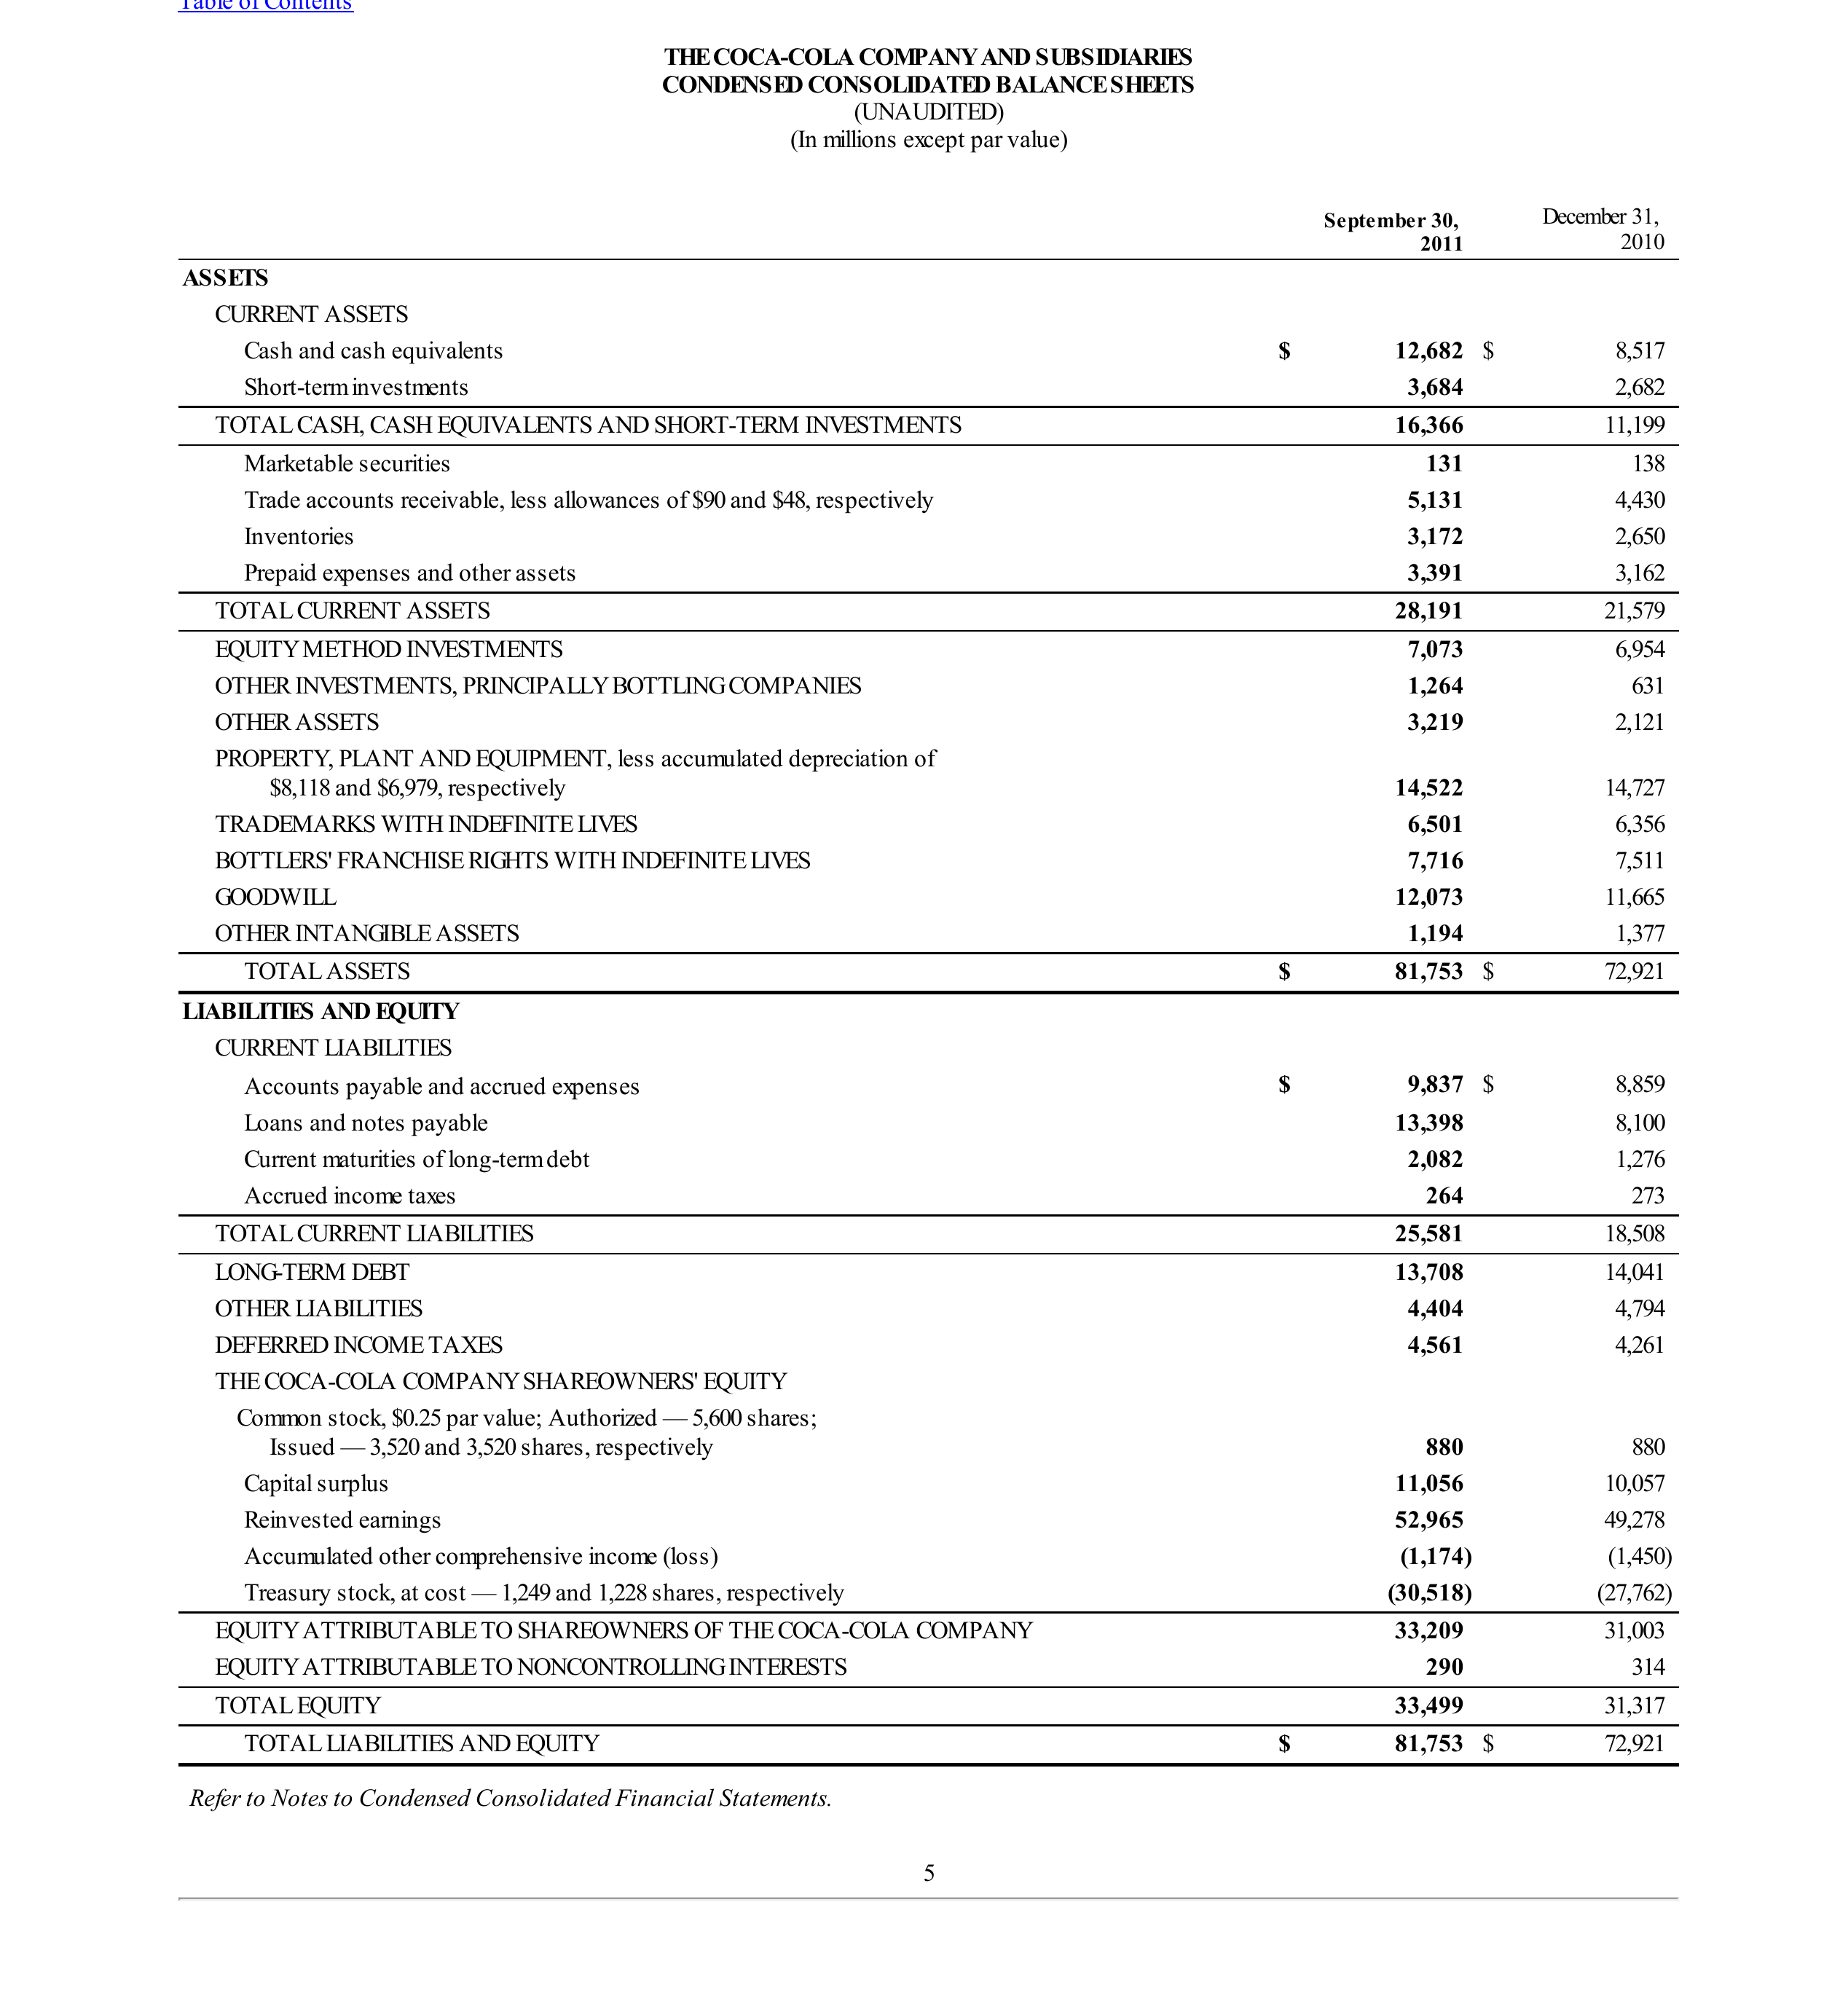 Table of Contents
THE COCA-COLA COMPANY AND SUBSIDIARIES
CONDENSED CONSOLIDATED BALANCE SHEETS
(UNAUDITED)
(In millions except par value)
September 30, 2011 December 31, 2010
ASSETS
CURRENT ASSETS
Cash and cash equivalents $ 12,682 $ 8,517
Short-term investments 3,684 2,682
TOTAL CASH, CASH EQUIVALENTS AND SHORT-TERM INVESTMENTS 16,366 11,199
Marketable securities 131 138
Trade accounts receivable, less allowances of $90 and $48, respectively 5,131 4,430
Inventories 3,172 2,650
Prepaid expenses and other assets 3,391 3,162
TOTAL CURRENT ASSETS 28,191 21,579
EQUITY METHOD INVESTMENTS 7,073 6,954
OTHER INVESTMENTS, PRINCIPALLY BOTTLING COMPANIES 1,264 631
OTHER ASSETS 3,219 2,121
PROPERTY, PLANT AND EQUIPMENT, less accumulated depreciation of
$8,118 and $6,979, respectively 14,522 14,727
TRADEMARKS WITH INDEFINITE LIVES 6,501 6,356
BOTTLERS' FRANCHISE RIGHTS WITH INDEFINITE LIVES 7,716 7,511
GOODWILL 12,073 11,665
OTHER INTANGIBLE ASSETS 1,194 1,377
TOTAL ASSETS $ 81,753 $ 72,921
LIABILITIES AND EQUITY
CURRENT LIABILITIES
Accounts payable and accrued expenses $ 9,837 $ 8,859
Loans and notes payable 13,398 8,100
Current maturities of long-term debt 2,082 1,276
Accrued income taxes 264 273
TOTAL CURRENT LIABILITIES 25,581 18,508
LONG-TERM DEBT 13,708 14,041
OTHER LIABILITIES 4,404 4,794
DEFERRED INCOME TAXES 4,561 4,261
THE COCA-COLA COMPANY SHAREOWNERS' EQUITY
Common stock, $0.25 par value; Authorized — 5,600 shares;
Issued — 3,520 and 3,520 shares, respectively 880 880
Capital surplus 11,056 10,057
Reinvested earnings 52,965 49,278
Accumulated other comprehensive income (loss) (1,174) (1,450)
Treasury stock, at cost — 1,249 and 1,228 shares, respectively (30,518) (27,762)
EQUITY ATTRIBUTABLE TO SHAREOWNERS OF THE COCA-COLA COMPANY 33,209 31,003
EQUITY ATTRIBUTABLE TO NONCONTROLLING INTERESTS 290 314
TOTAL EQUITY 33,499 31,317
TOTAL LIABILITIES AND EQUITY $ 81,753 $ 72,921
Refer to Notes to Condensed Consolidated Financial Statements.
5